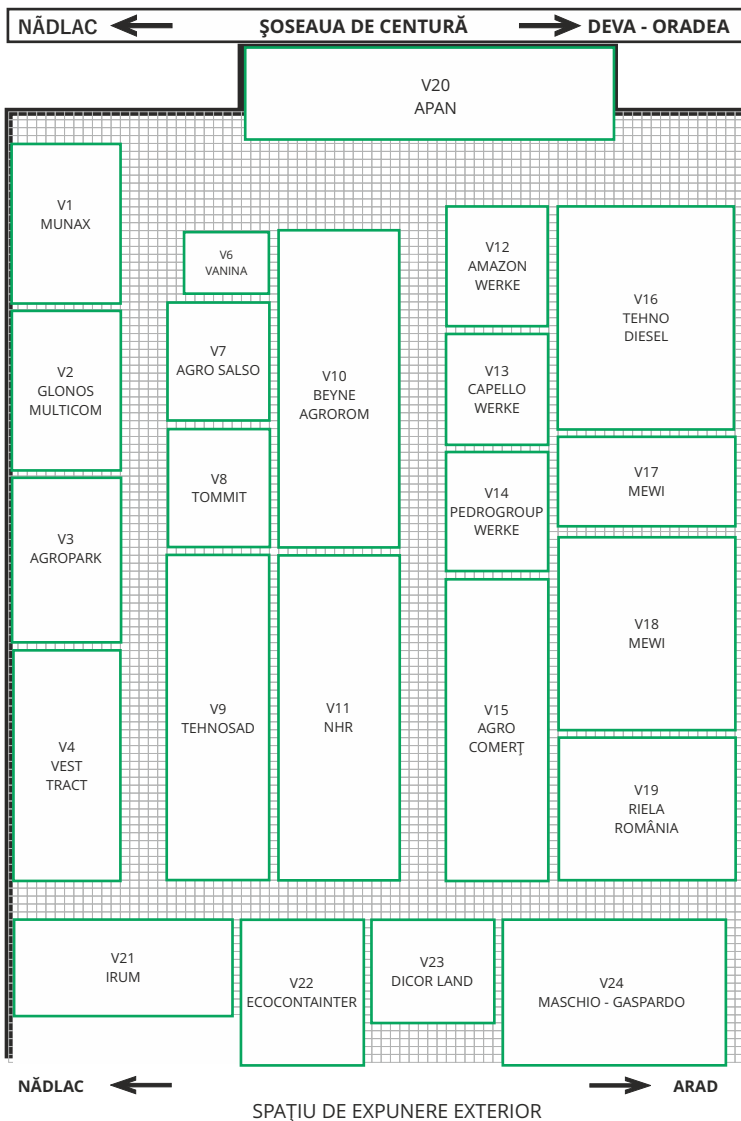 NĂDLAC ŞOSEAUA DE CENTURĂ DEVA - ORADEA
V20
APAN
V1
MUNAX
V2
GLONOS
MULTICOM
V3
AGROPARK
V4
VEST
TRACT
V6
VANINA
V7
AGRO SALSO
V8
TOMMIT
V9
TEHNOSAD
V10
BEYNE
AGROROM
V11
NHR
V12
AMAZON
WERKE
V13
CAPELLO
WERKE
V14
PEDROGROUP
WERKE
V15
AGRO
COMERŢ
V16
TEHNO
DIESEL
V17
MEWI
V18
MEWI
V19
RIELA
ROMÂNIA
V21
IRUM
V22
ECOCONTAINTER
V23
DICOR LAND
V24
MASCHIO - GASPARDO
NĂDLAC ARAD
SPAŢIU DE EXPUNERE EXTERIOR